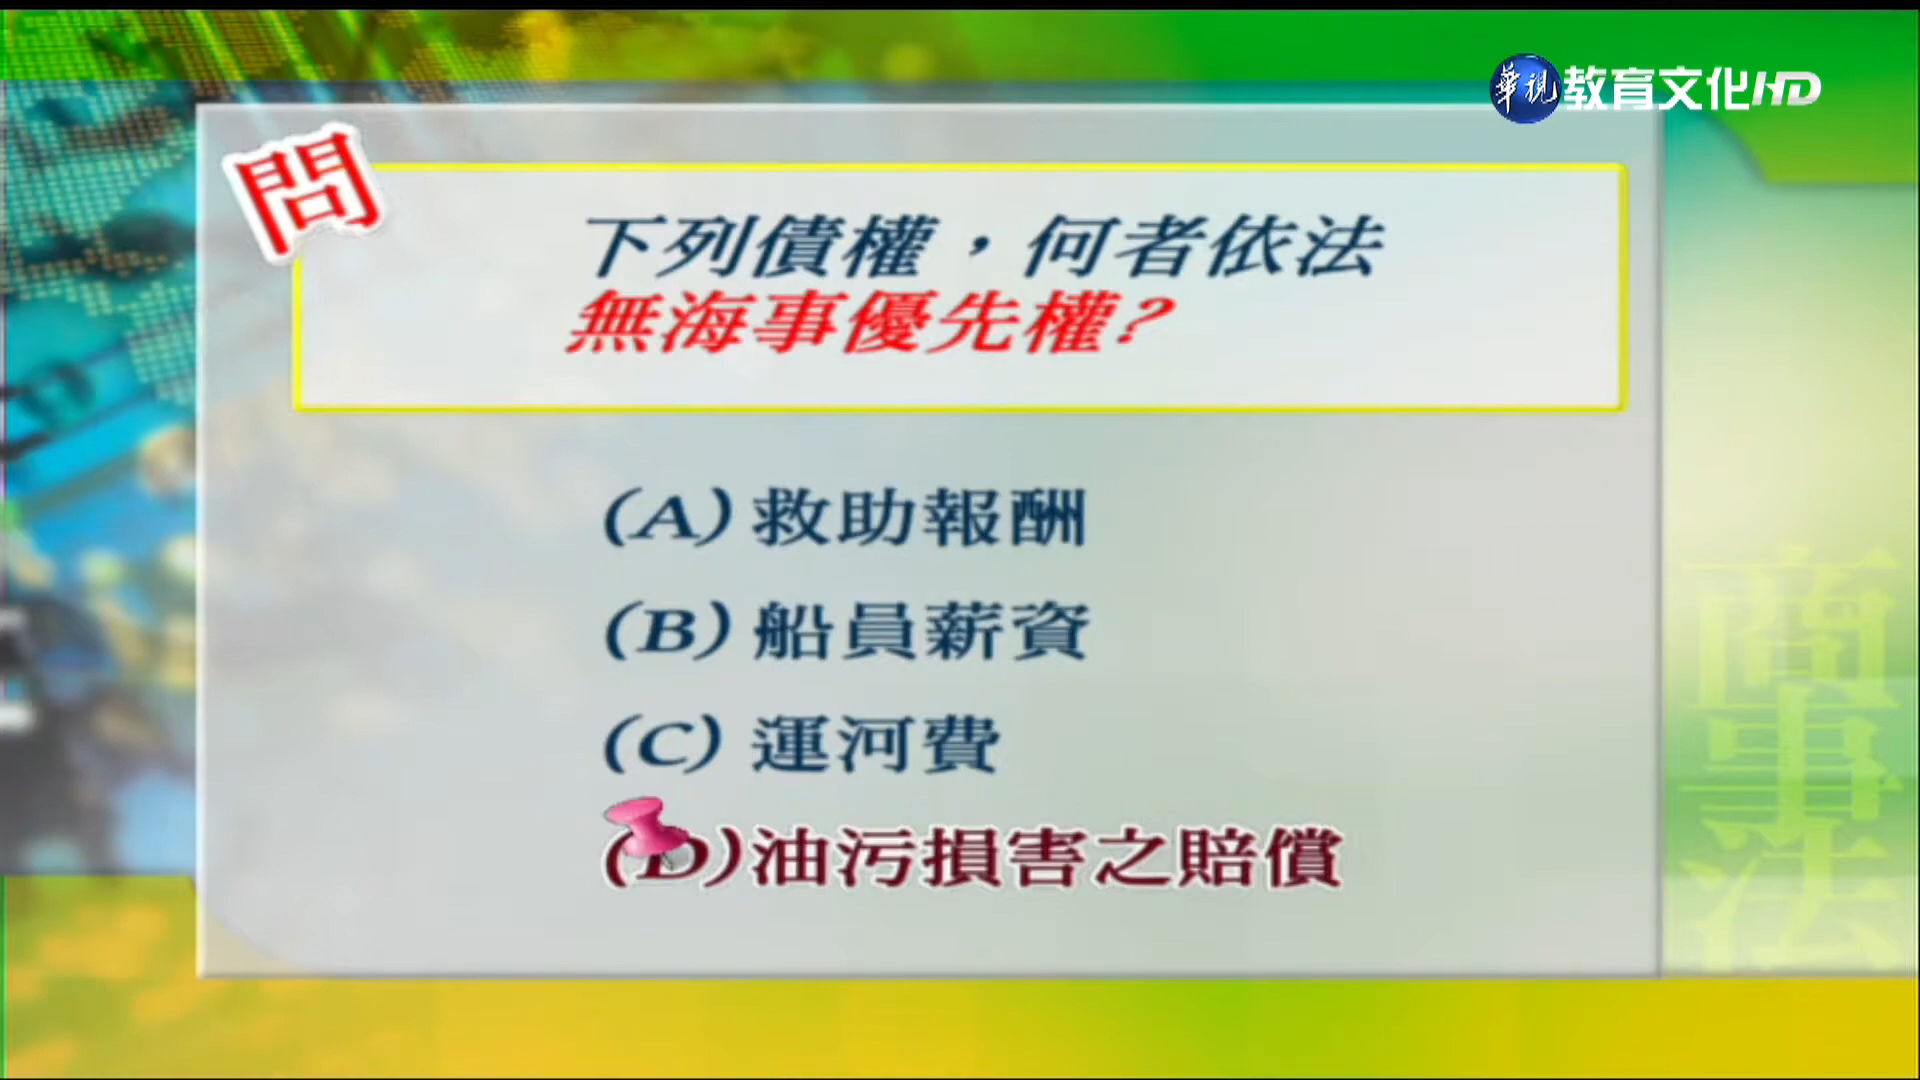 華視 教育文化HD
問
下列債權，何者依法
無海事優先權?
(A) 救助報酬
(B) 船員薪資
(C) 運河費
(D) 油污損害之賠償
商事法